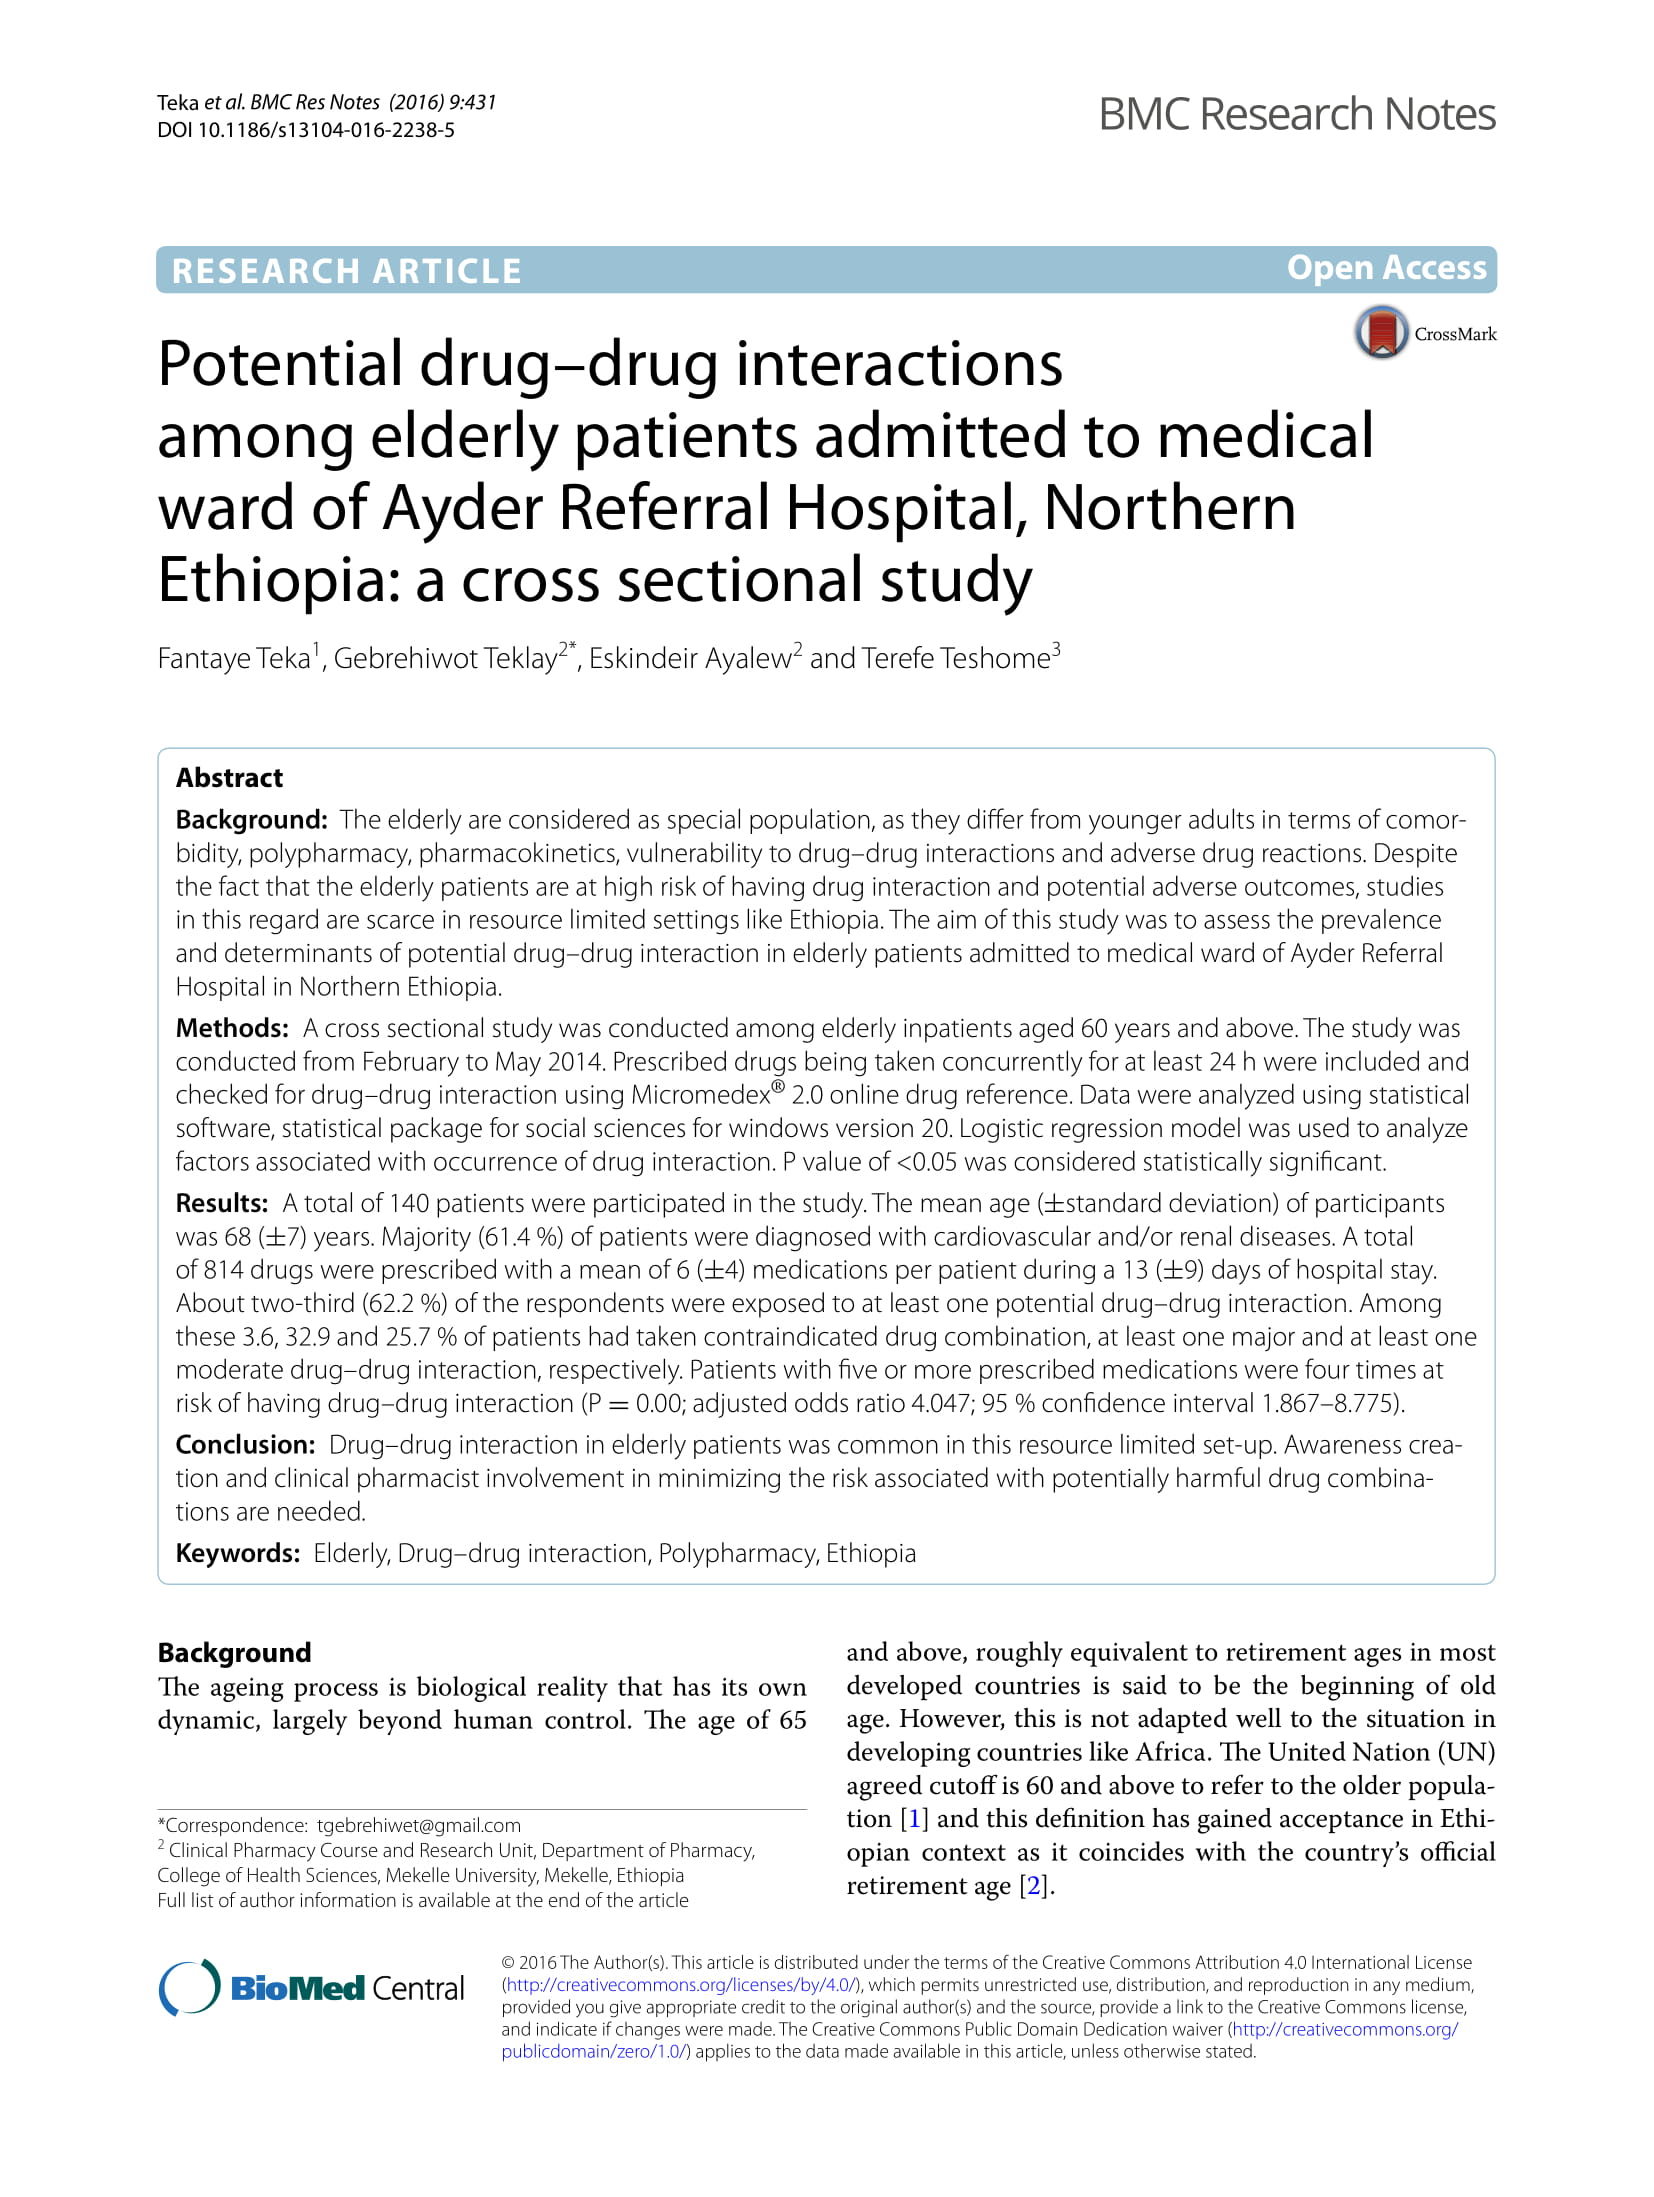 Teka et al. BMC Res Notes (2016) 9:431
DOI 10.1186/s13104-016-2238-5
BMC Research Notes
RESEARCH ARTICLE
Open Access
CrossMark
Potential drug–drug interactions
among elderly patients admitted to medical
ward of Ayder Referral Hospital, Northern
Ethiopia: a cross sectional study
Fantaye Teka1, Gebrehiwot Teklay2*, Eskindeir Ayalew2 and Terefe Teshome3
Abstract
Background: The elderly are considered as special population, as they differ from younger adults in terms of comor-
bidity, polypharmacy, pharmacokinetics, vulnerability to drug–drug interactions and adverse drug reactions. Despite
the fact that the elderly patients are at high risk of having drug interaction and potential adverse outcomes, studies
in this regard are scarce in resource limited settings like Ethiopia. The aim of this study was to assess the prevalence
and determinants of potential drug–drug interaction in elderly patients admitted to medical ward of Ayder Referral
Hospital in Northern Ethiopia.
Methods: A cross sectional study was conducted among elderly inpatients aged 60 years and above. The study was
conducted from February to May 2014. Prescribed drugs being taken concurrently for at least 24 h were included and
checked for drug–drug interaction using Micromedex® 2.0 online drug reference. Data were analyzed using statistical
software, statistical package for social sciences for windows version 20. Logistic regression model was used to analyze
factors associated with occurrence of drug interaction. P value of <0.05 was considered statistically significant.
Results: A total of 140 patients were participated in the study. The mean age (±standard deviation) of participants
was 68 (±7) years. Majority (61.4 %) of patients were diagnosed with cardiovascular and/or renal diseases. A total
of 814 drugs were prescribed with a mean of 6 (±4) medications per patient during a 13 (±9) days of hospital stay.
About two-third (62.2 %) of the respondents were exposed to at least one potential drug–drug interaction. Among
these 3.6, 32.9 and 25.7 % of patients had taken contraindicated drug combination, at least one major and at least one
moderate drug–drug interaction, respectively. Patients with five or more prescribed medications were four times at
risk of having drug–drug interaction (P = 0.00; adjusted odds ratio 4.047; 95 % confidence interval 1.867–8.775).
Conclusion: Drug–drug interaction in elderly patients was common in this resource limited set-up. Awareness crea-
tion and clinical pharmacist involvement in minimizing the risk associated with potentially harmful drug combina-
tions are needed.
Keywords: Elderly, Drug–drug interaction, Polypharmacy, Ethiopia
Background
The ageing process is biological reality that has its own
dynamic, largely beyond human control. The age of 65
*Correspondence: tgebrehiwet@gmail.com
2 Clinical Pharmacy Course and Research Unit, Department of Pharmacy,
College of Health Sciences, Mekelle University, Mekelle, Ethiopia
Full list of author information is available at the end of the article
and above, roughly equivalent to retirement ages in most
developed countries is said to be the beginning of old
age. However, this is not adapted well to the situation in
developing countries like Africa. The United Nation (UN)
agreed cutoff is 60 and above to refer to the older popula-
tion [1] and this definition has gained acceptance in Ethi-
opian context as it coincides with the country's official
retirement age [2].
BioMed Central
© 2016 The Author(s). This article is distributed under the terms of the Creative Commons Attribution 4.0 International License
(http://creativecommons.org/licenses/by/4.0/), which permits unrestricted use, distribution, and reproduction in any medium,
provided you give appropriate credit to the original author(s) and the source, provide a link to the Creative Commons license,
and indicate if changes were made. The Creative Commons Public Domain Dedication waiver (http://creativecommons.org/
publicdomain/zero/1.0/) applies to the data made available in this article, unless otherwise stated.